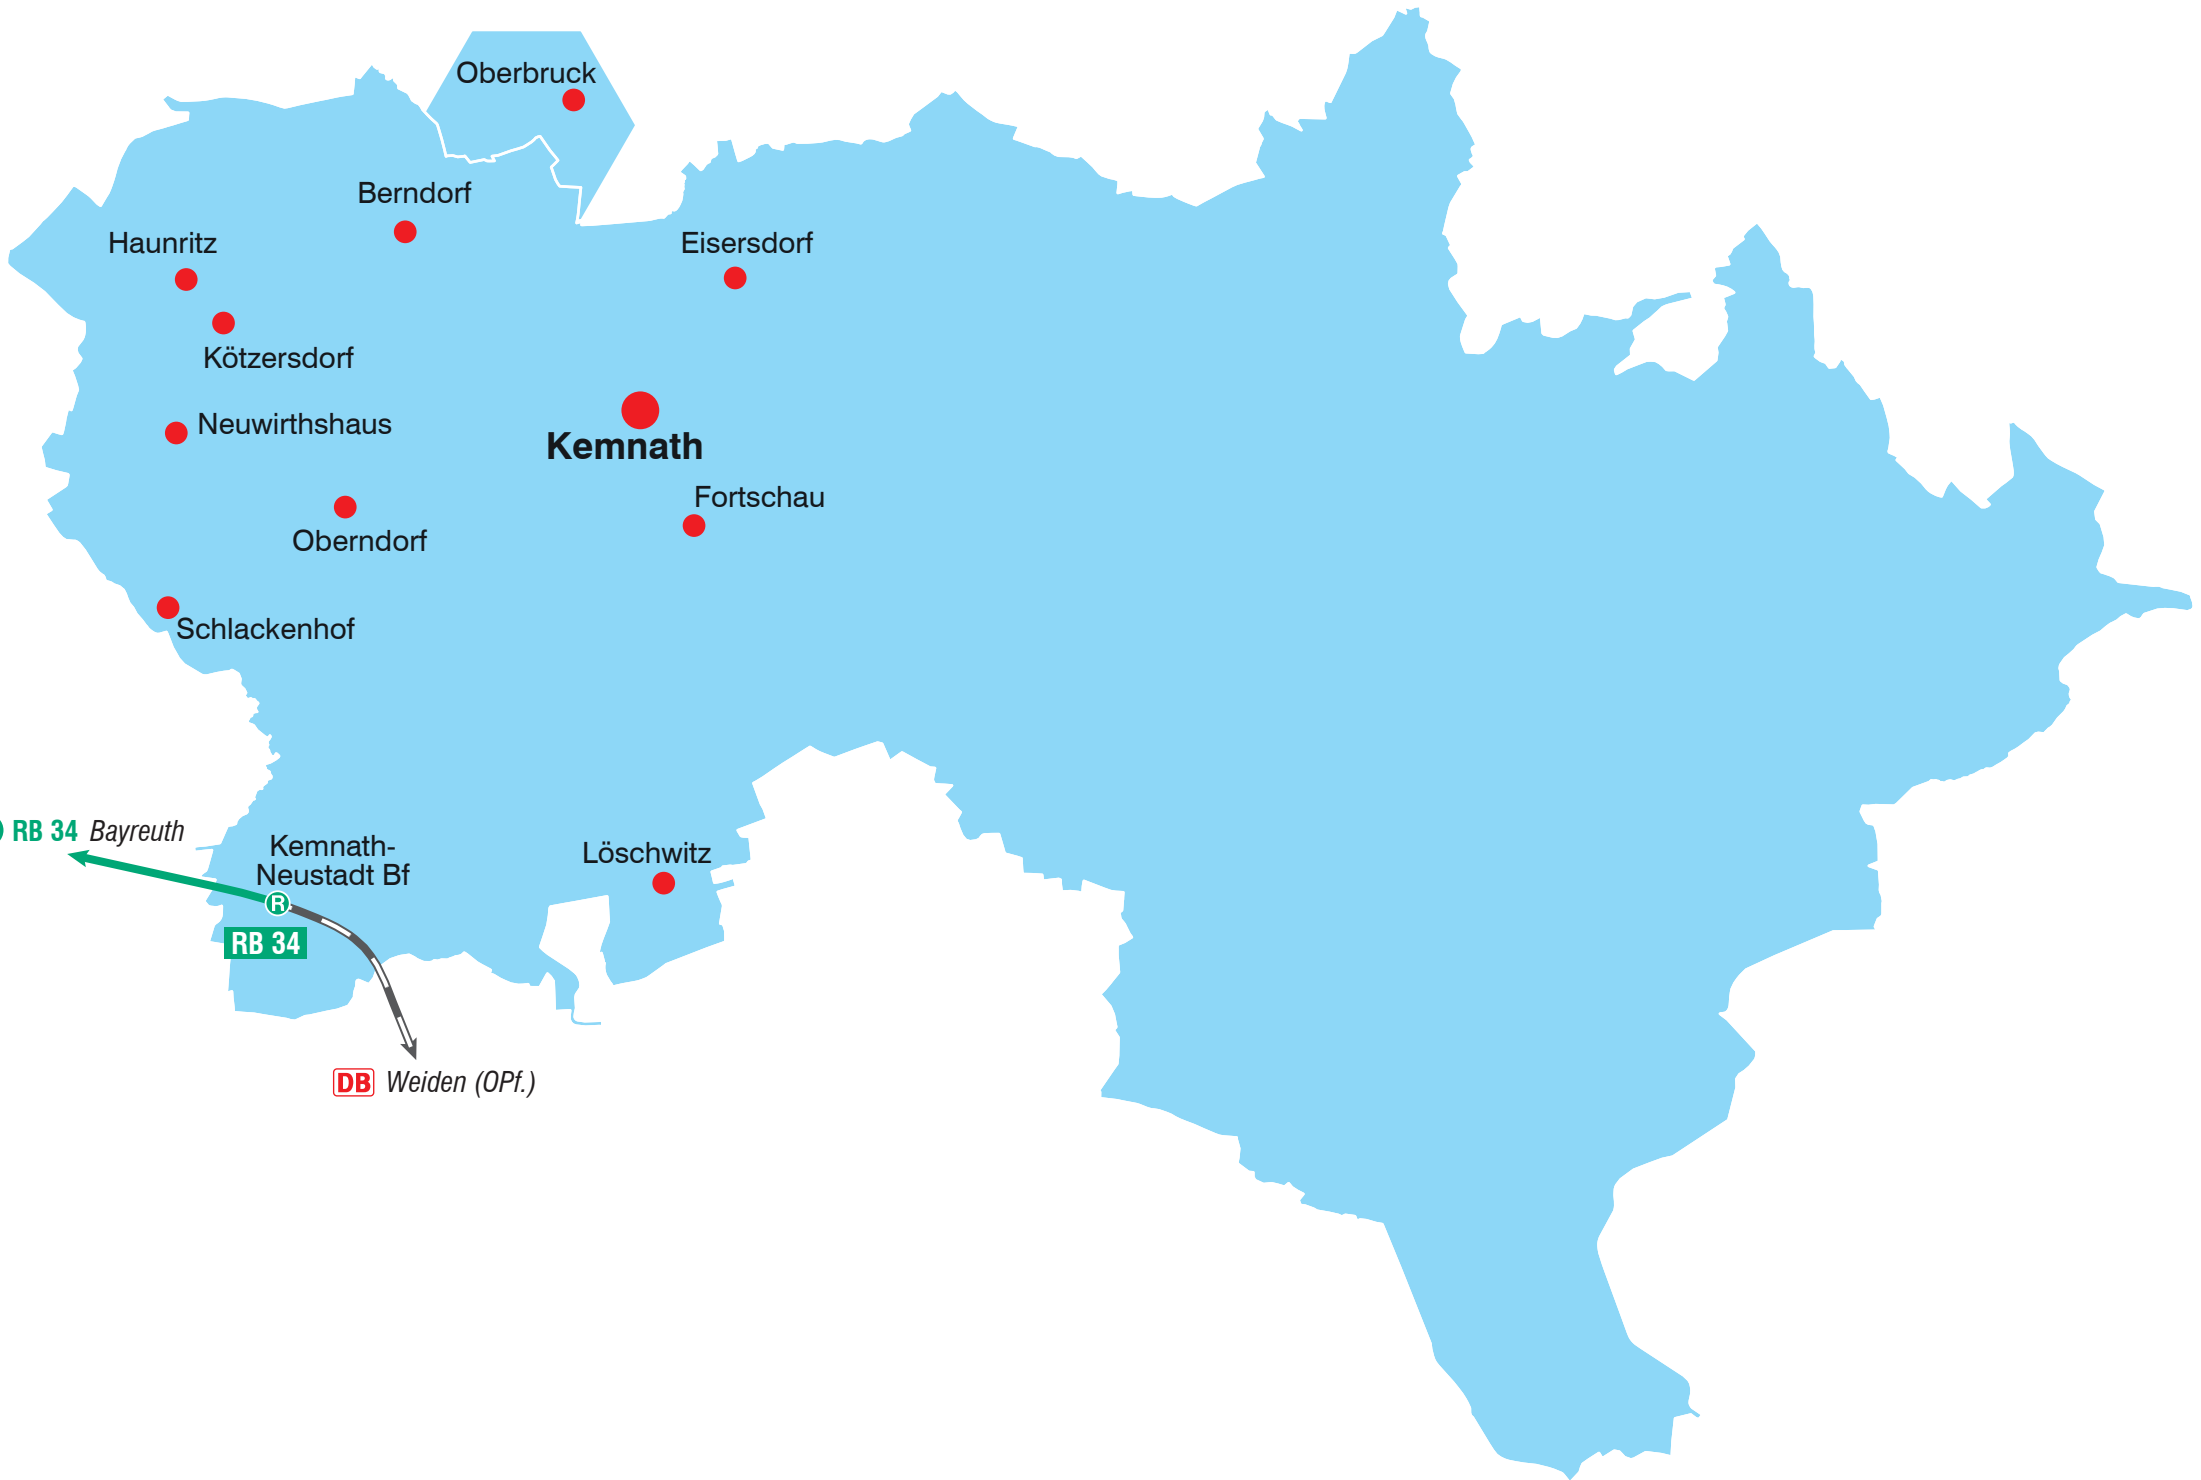 Oberbruck
Berndorf
Haunritz
Eisersdorf
Kötzersdorf
Neuwirthshaus
Kemnath
Fortschau
Oberndorf
Schlackenhof
RB 34 Bayreuth
Kemnath-
Neustadt Bf
Löschwitz
R
RB 34
DB Weiden (OPf.)